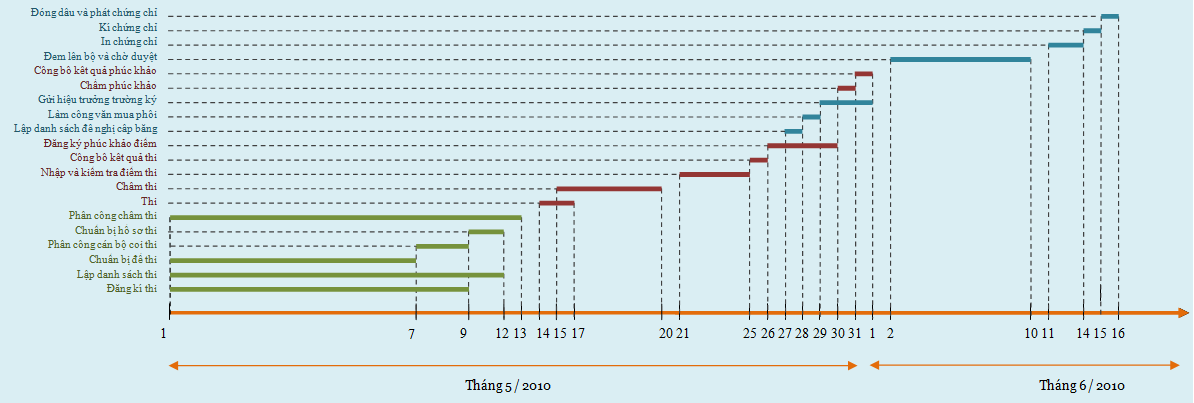 Đóng dấu và phát chứng chỉ
Kí chứng chỉ
In chứng chỉ
Đem lên bộ và chờ duyệt
Công bố kết quả phúc khảo
Chấm phúc khảo
Gửi hiệu trưởng trường ký
Làm công văn mua phôi
Lập danh sách đề nghị cấp bằng
Đăng ký phúc khảo điểm
Công bố kết quả thi
Nhập và kiểm tra điểm thi
Chấm thi
Thi
Phân công chấm thi
Chuẩn bị hồ sơ thi
Phân công cán bộ coi thi
Chuẩn bị đề thi
Lập danh sách thi
Đăng kí thi
1 7 9 12 13 14 15 17 20 21 25 26 27 28 29 30 31 1 2 10 11 14 15 16
Tháng 5 / 2010 Tháng 6 / 2010